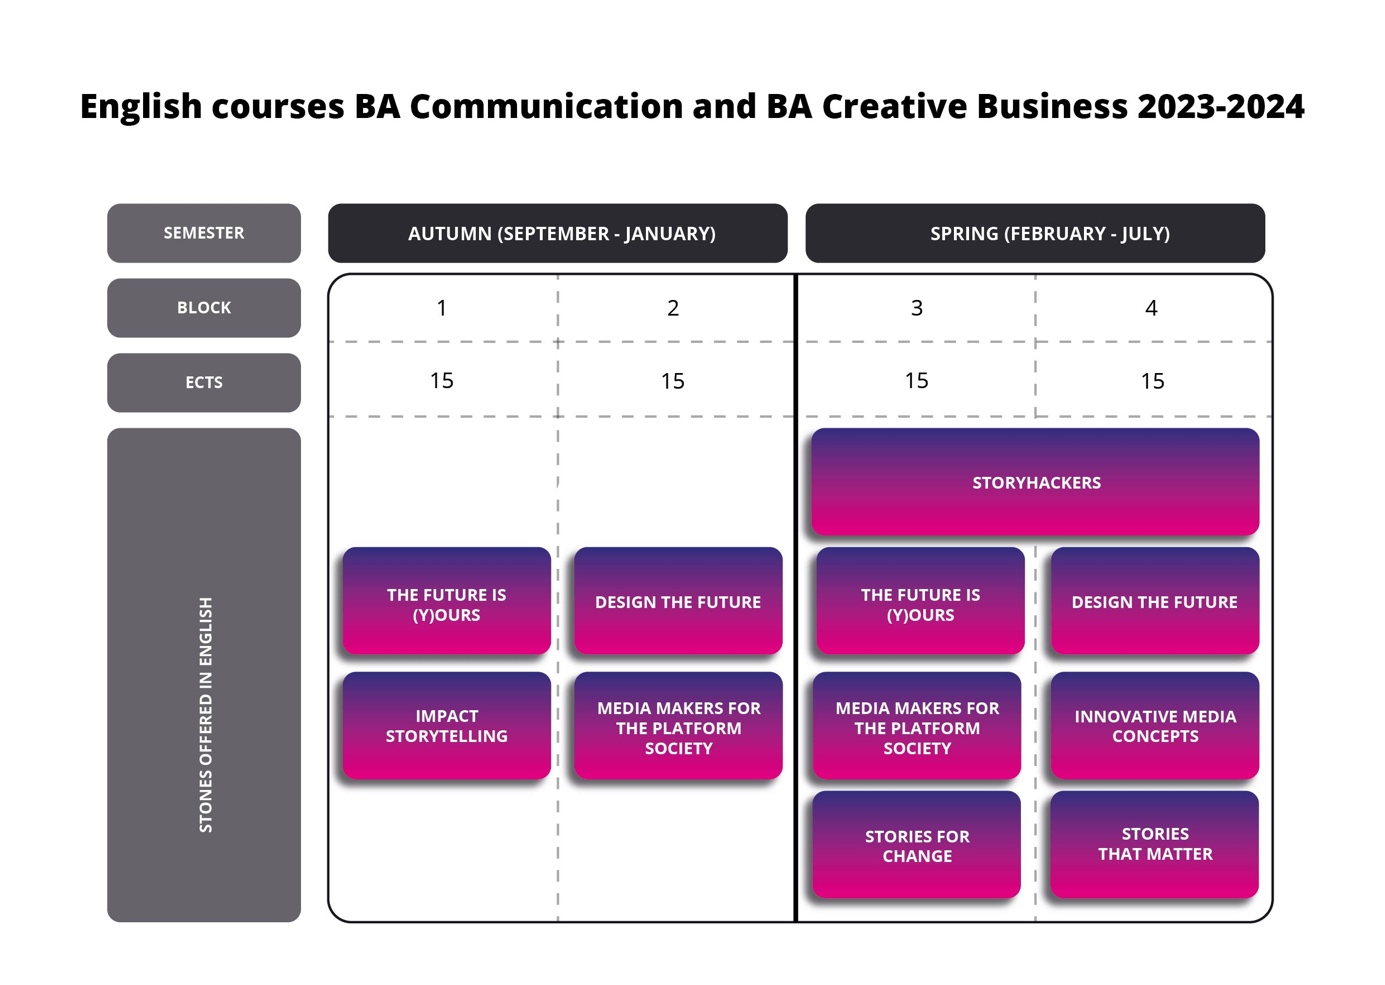 English courses BA Communication and BA Creative Business 2023-2024
SEMESTER
AUTUMN (SEPTEMBER - JANUARY)
SPRING (FEBRUARY - JULY)
BLOCK
1
2
3
4
ECTS
15
15
15
15
STONES OFFERED IN ENGLISH
STORYHACKERS
THE FUTURE IS
(Y)OURS
DESIGN THE FUTURE
THE FUTURE IS
(Y)OURS
DESIGN THE FUTURE
IMPACT
STORYTELLING
MEDIA MAKERS FOR
THE PLATFORM
SOCIETY
MEDIA MAKERS FOR
THE PLATFORM
SOCIETY
INNOVATIVE MEDIA
CONCEPTS
STORIES FOR
CHANGE
STORIES
THAT MATTER